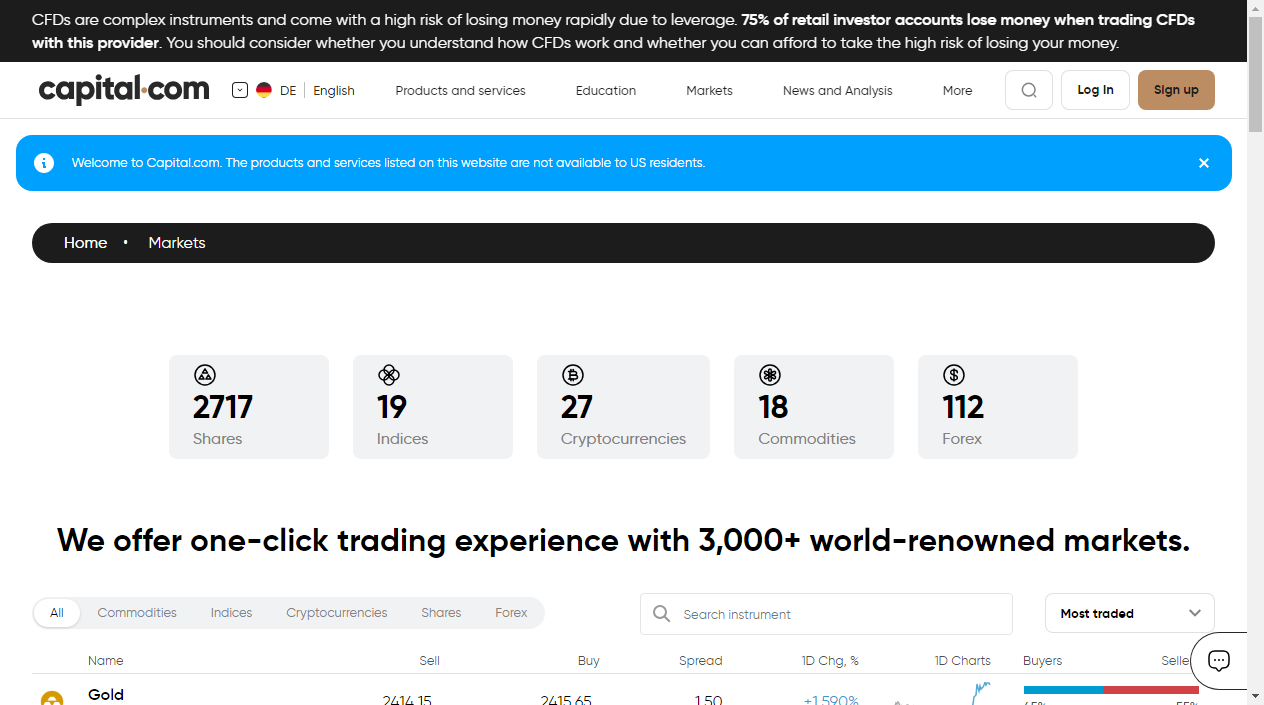 CFDs are complex instruments and come with a high risk of losing money rapidly due to leverage. 75% of retail investor accounts lose money when trading CFDs
with this provider. You should consider whether you understand how CFDs work and whether you can afford to take the high risk of losing your money.
capital.com DE English Products and services Education Markets News and Analysis More Log In Sign up
Welcome to Capital.com. The products and services listed on this website are not available to US residents.
Home • Markets
2717 19 27 18 112
Shares Indices Cryptocurrencies Commodities Forex
We offer one-click trading experience with 3,000+ world-renowned markets.
All Commodities Indices Cryptocurrencies Shares Forex Search instrument Most traded
Name Sell Buy Spread 1D Chg, % 1D Charts Buyers
Gold 2414.15 2415.65 1.50 +1.590%